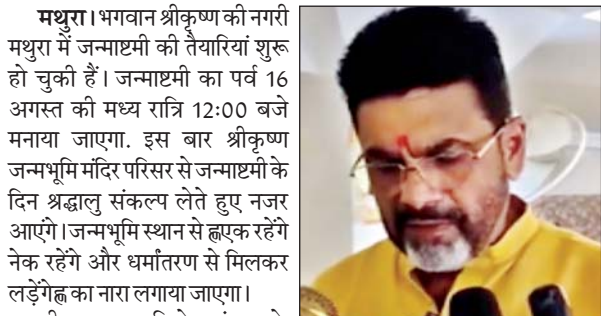 मथुरा। भगवान श्रीकृष्ण की नगरी
मथुरा में जन्माष्टमी की तैयारियां शुरू
हो चुकी हैं। जन्माष्टमी का पर्व 16
अगस्त की मध्य रात्रि 12:00 बजे
मनाया जाएगा. इस बार श्रीकृष्ण
जन्मभूमि मंदिर परिसर से जन्माष्टमी के
दिन श्रद्धालु संकल्प लेते हुए नजर
आएंगे। जन्मभूमि स्थान से ह्नएक रहेंगे
नेक रहेंगे और धर्मांतरण से मिलकर
लड़ेंगेह्न का नारा लगाया जाएगा।